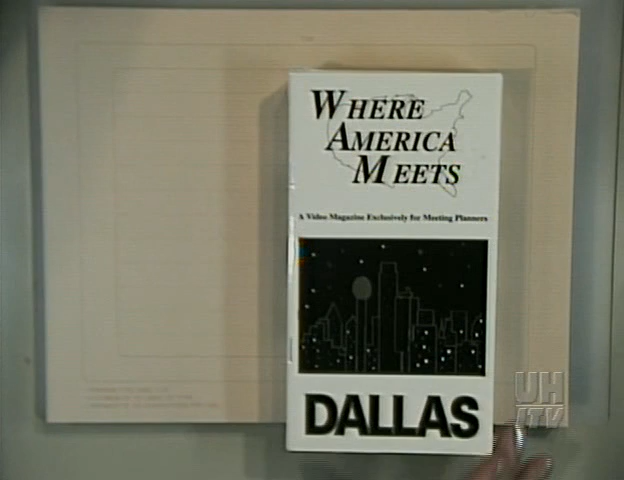 WHERE
AMERICA
MEETS
A Video Magazine Exclusively for Meeting Planners
DALLAS
UH
ITV